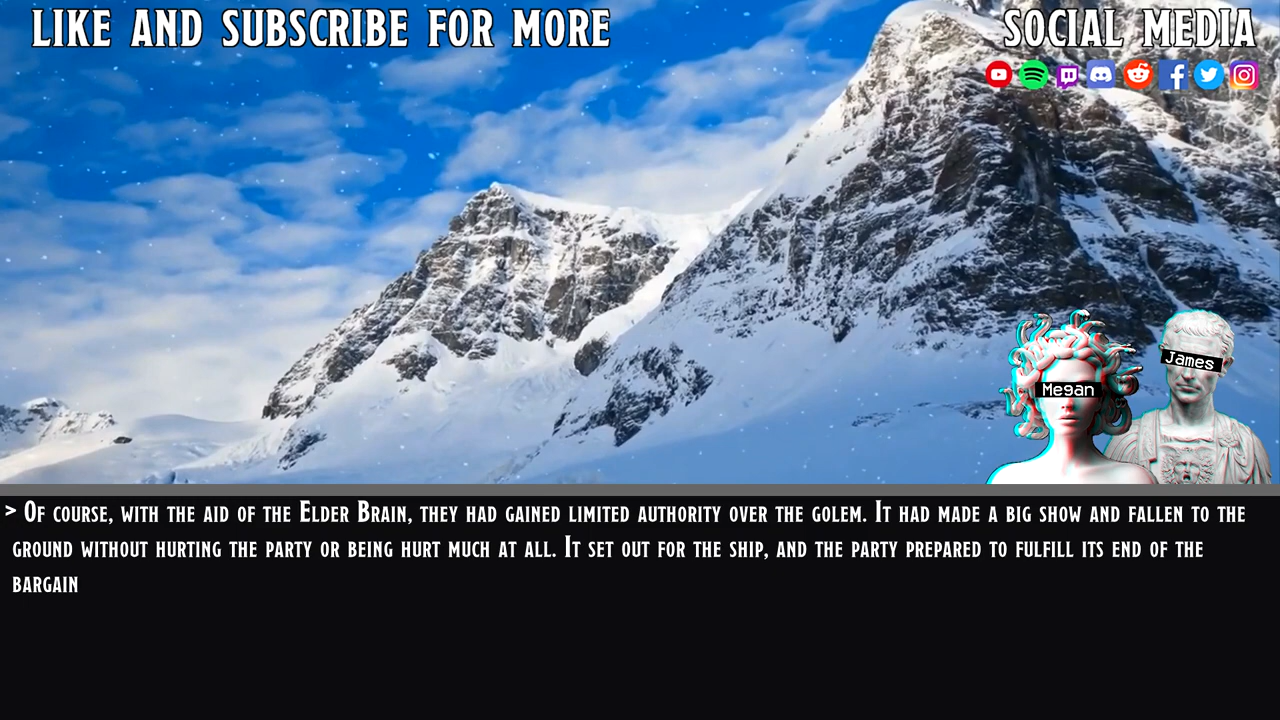 LIKE AND SUBSCRIBE FOR MORE
SOCIAL MEDIA
James
Megan
> Of course, with the aid of the Elder Brain, they had gained limited authority over the golem. It had made a big show and fallen to the
ground without hurting the party or being hurt much at all. It set out for the ship, and the party prepared to fulfill its end of the
bargain